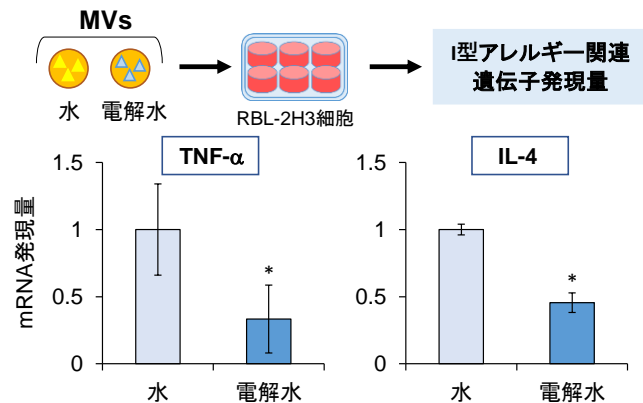 MVs
水
電解水
RBL-2H3細胞
I型アレルギー関連
遺伝子発現量
TNF-α
mRNA発現量
1.5
1
0.5
0
*
水
電解水
IL-4
1.5
1
0.5
0
*
水
電解水